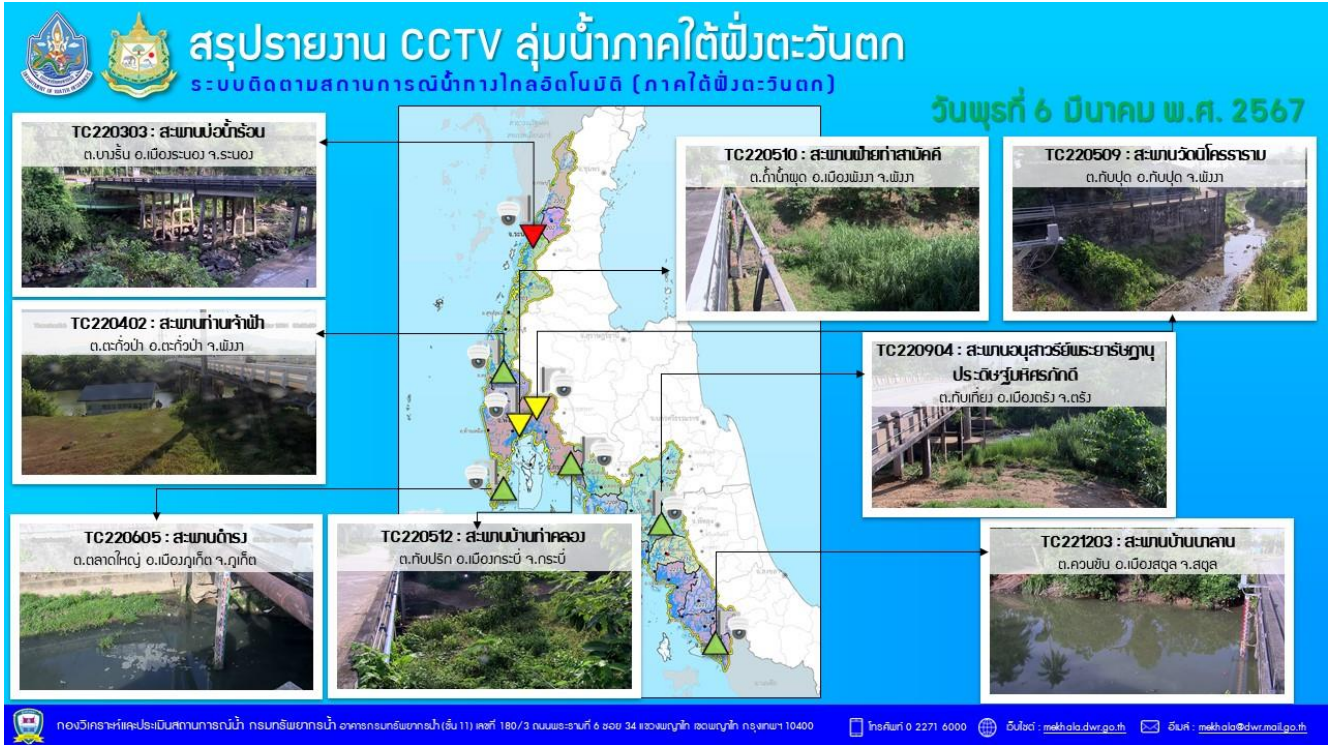 สรุปรายงาน CCTV ลุ่มน้ำภาคใต้ฝั่งตะวันตก
ระบบติดตามสถานการณ์น้ำทางไกลอัตโนมัติ (ภาคใต้ฝั่งตะวันตก)
วันพุธที่ 6 มีนาคม พ.ศ. 2567
TC220303 : สะพานบ่อน้ำร้อน
ต.บางริ้น อ.เมืองระนอง จ.ระนอง
TC220510 : สะพานฝ่ายท่าสามัคคี
ต.ถ้ำน้ำผุด อ.เมืองพังงา จ.พังงา
TC220509 : สะพานวัดนิโครธาราม
ต.ทับปุด อ.ทับปุด จ.พังงา
TC220402 : สะพานท่านเจ้าฟ้า
ต.ตะกั่วป่า อ.ตะกั่วป่า จ.พังงา
TC220904 : สะพานอนุสาวรีย์พระยารัษฎานุ
ประดิษฐ์มหิศรภักดี
ต.ทับเที่ยง อ.เมืองตรัง จ.ตรัง
TC220605 : สะพานดำรง
ต.ตลาดใหญ่ อ.เมืองภูเก็ต จ.ภูเก็ต
TC220512 : สะพานบ้านท่าคลอง
ต.ทับปริก อ.เมืองกระบี่ จ.กระบี่
TC221203 : สะพานบ้านนาลาน
ต.ควนขัน อ.เมืองสตูล จ.สตูล
กองวิเคราะห์และประเมินสถานการณ์น้ำ กรมทรัพยากรน้ำ อาคารกรมทรัพยากรน้ำ (ชั้น 11) เลขที่ 180/3 ถนนพระรามที่ 6 ซอย 34 แขวงพญาไท เขตพญาไท กรุงเทพฯ 10400
โทรศัพท์ 0 2271 6000
เว็บไซต์ : mekhala.dwr.go.th
อีเมล์ : mekhala@dwr.mail.go.th